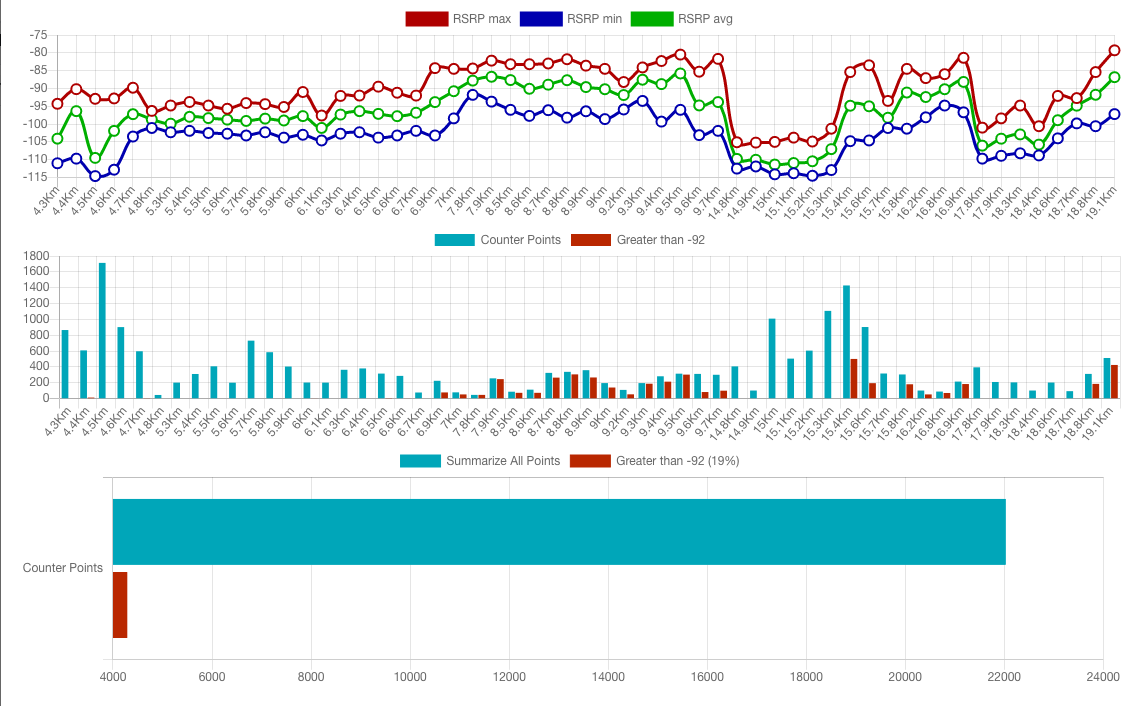 RSRP max RSRP min RSRP avg
-75
-80
-85
-90
-95
-100
-105
-110
-115
4.3Km 4.4Km 4.5Km 4.6Km 4.7Km 4.8Km 5.3Km 5.4Km 5.5Km 5.6Km 5.7Km 5.8Km 5.9Km 6Km 6.1Km 6.3Km 6.4Km 6.5Km 6.6Km 6.7Km 6.9Km 7Km 7.8Km 7.9Km 8.5Km 8.6Km 8.7Km 8.8Km 8.9Km 9Km 9.2Km 9.3Km 9.4Km 9.5Km 9.6Km 9.7Km 14.8Km 14.9Km 15Km 15.1Km 15.2Km 15.3Km 15.4Km 15.6Km 15.7Km 15.8Km 16.2Km 16.8Km 16.9Km 17.8Km 17.9Km 18.3Km 18.4Km 18.6Km 18.7Km 18.8Km 19.1Km
Counter Points Greater than -92
1800
1600
1400
1200
1000
800
600
400
200
0
4.3Km 4.4Km 4.5Km 4.6Km 4.7Km 4.8Km 5.3Km 5.4Km 5.5Km 5.6Km 5.7Km 5.8Km 5.9Km 6Km 6.1Km 6.3Km 6.4Km 6.5Km 6.6Km 6.7Km 6.9Km 7Km 7.8Km 7.9Km 8.5Km 8.6Km 8.7Km 8.8Km 8.9Km 9Km 9.2Km 9.3Km 9.4Km 9.5Km 9.6Km 9.7Km 14.8Km 14.9Km 15Km 15.1Km 15.2Km 15.3Km 15.4Km 15.6Km 15.7Km 15.8Km 16.2Km 16.8Km 16.9Km 17.8Km 17.9Km 18.3Km 18.4Km 18.6Km 18.7Km 18.8Km 19.1Km
Summarize All Points Greater than -92 (19%)
Counter Points
4000 6000 8000 10000 12000 14000 16000 18000 20000 22000 24000